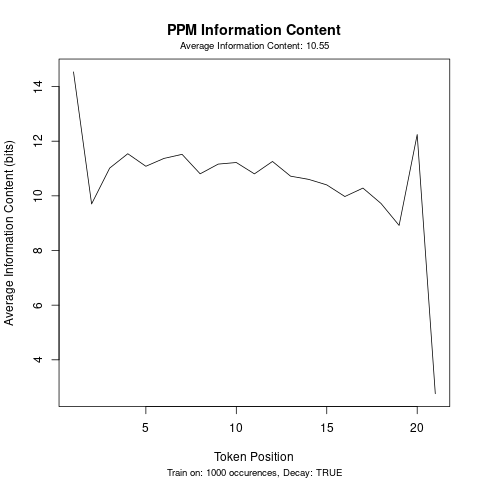 PPM Information Content
Average Information Content: 10.55
Average Information Content (bits)
14
12
10
8
6
4
5
10
15
20
Token Position
Train on: 1000 occurences, Decay: TRUE